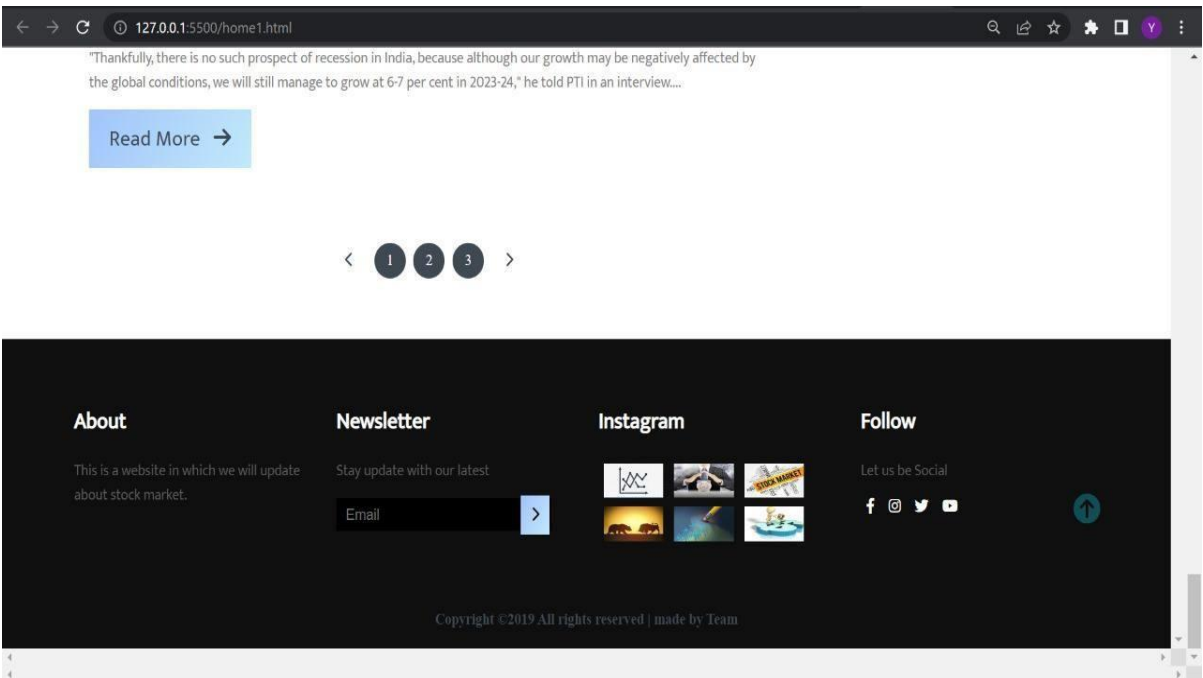 127.0.0.1:5500/home1.html
Y
"Thankfully, there is no such prospect of recession in India, because although our growth may be negatively affected by
the global conditions, we will still manage to grow at 6-7 per cent in 2023-24," he told PTI in an interview....
Read More
1 2 3
About
This is a website in which we will update
about stock market.
Newsletter
Stay update with our latest
Email
Instagram
STOCK MARKET
Follow
Let us be Social
Copyright ©2019 All rights reserved | made by Team